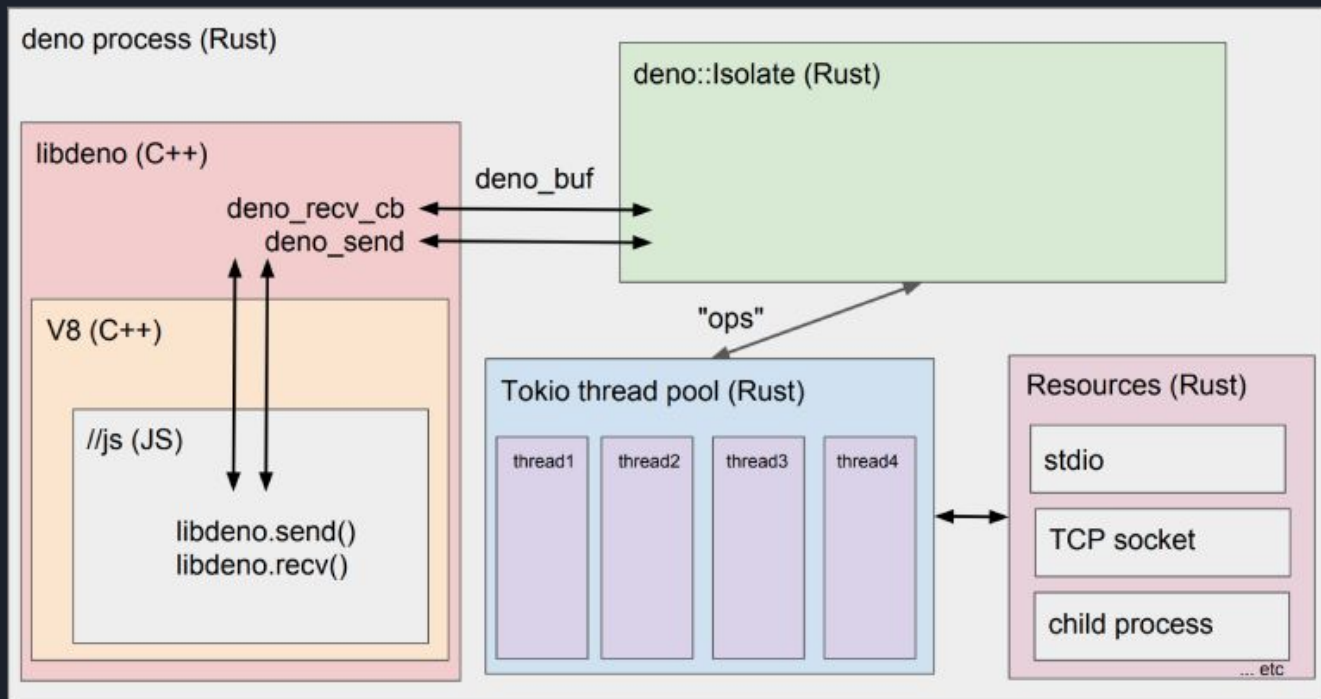 deno process (Rust)
deno::Isolate (Rust)
libdeno (C++)
deno_buf
deno_recv_cb
deno_send
"ops"
V8 (C++)
//js (JS)
libdeno.send()
libdeno.recv()
Tokio thread pool (Rust)
thread1
thread2
thread3
thread4
Resources (Rust)
stdio
TCP socket
child process
... etc